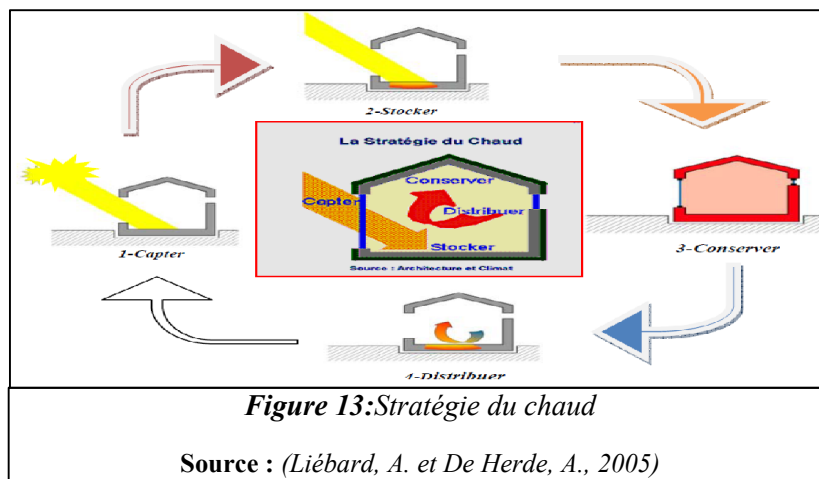 2-Stocker
La Stratégie du Chaud
Conserver
Capter
Distribuer
Stocker
Source : Architecture et Climat
1-Capter
3-Conserver
4-Distribuer
Figure 13:Stratégie du chaud
Source : (Liébard, A. et De Herde, A., 2005)